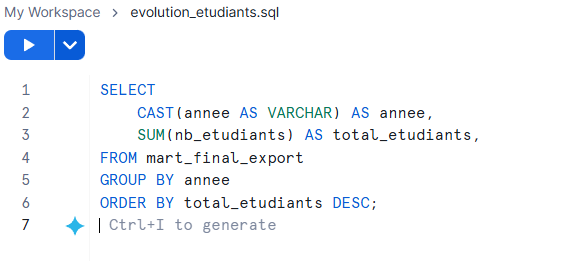 My Workspace > evolution_etudiants.sql
1 SELECT
2 CAST(annee AS VARCHAR) AS annee,
3 SUM(nb_etudiants) AS total_etudiants,
4 FROM mart_final_export
5 GROUP BY annee
6 ORDER BY total_etudiants DESC;
7 Ctrl+I to generate